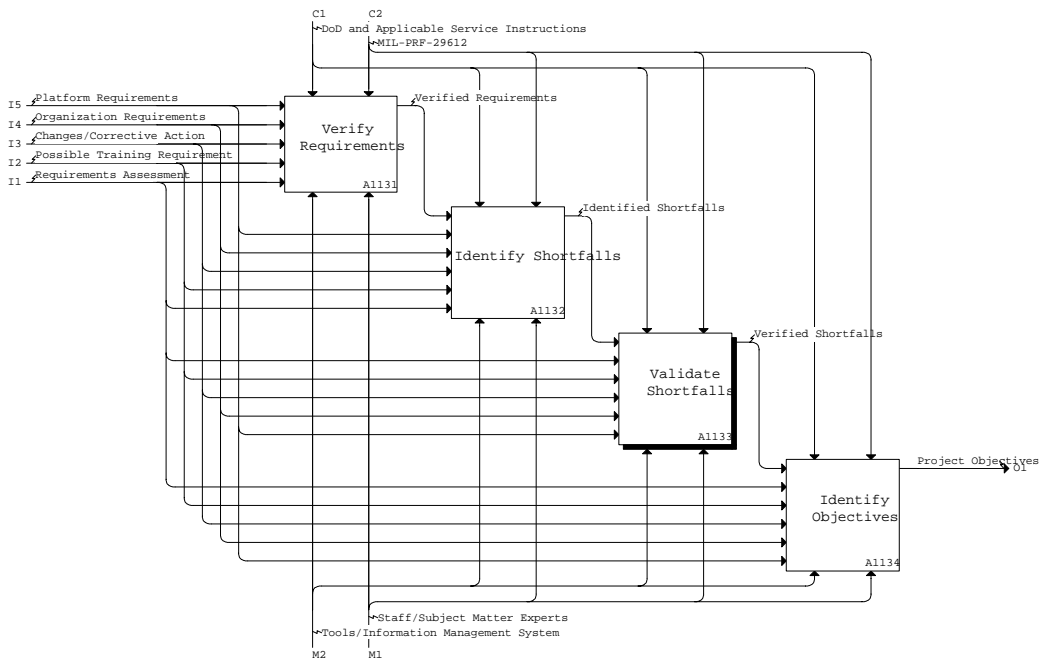 C1
C2
DoD and Applicable Service Instructions
MIL-PRF-29612
I5
Platform Requirements
Verified Requirements
I4
Organization Requirements
I3
Changes/Corrective Action
I2
Possible Training Requirement
I1
Requirements Assessment
Verify
Requirements
A1131
Identified Shortfalls
Identify Shortfalls
A1132
Verified Shortfalls
Validate
Shortfalls
A1133
Project Objectives
O1
Identify
Objectives
A1134
Staff/Subject Matter Experts
Tools/Information Management System
M2
M1